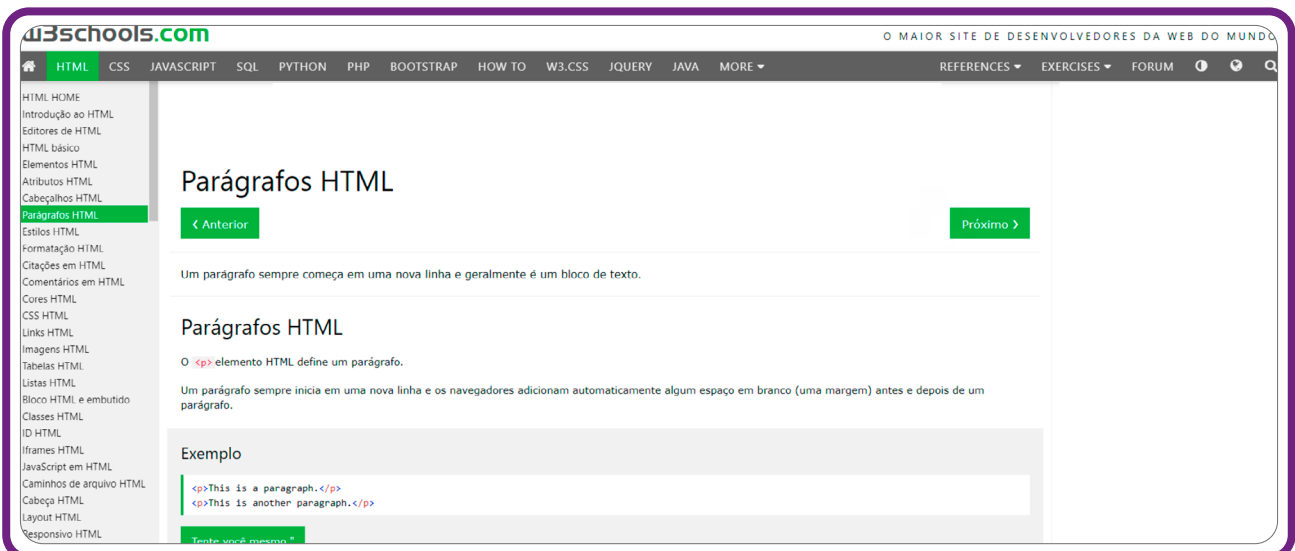 w3schools.com
O MAIOR SITE DE DESENVOLVEDORES DA WEB DO MUNDO
HTML CSS JAVASCRIPT SQL PYTHON PHP BOOTSTRAP HOW TO W3.CSS JQUERY JAVA MORE REFERENCES EXERCISES FORUM
HTML HOME
Introdução ao HTML
Editores de HTML
HTML básico
Elementos HTML
Atributos HTML
Cabeçalhos HTML
Parágrafos HTML
Estilos HTML
Formatação HTML
Citações em HTML
Comentários em HTML
Cores HTML
CSS HTML
Links HTML
Imagens HTML
Tabelas HTML
Listas HTML
Bloco HTML e embutido
Classes HTML
ID HTML
Iframes HTML
JavaScript em HTML
Caminhos de arquivo HTML
Cabeça HTML
Layout HTML
Responsivo HTML
Parágrafos HTML
❮ Anterior
Próximo ❯
Um parágrafo sempre começa em uma nova linha e geralmente é um bloco de texto.
Parágrafos HTML
O <p> elemento HTML define um parágrafo.
Um parágrafo sempre inicia em uma nova linha e os navegadores adicionam automaticamente algum espaço em branco (uma margem) antes e depois de um
parágrafo.
Exemplo
<p>This is a paragraph.</p>
<p>This is another paragraph.</p>
Tente você mesmo "